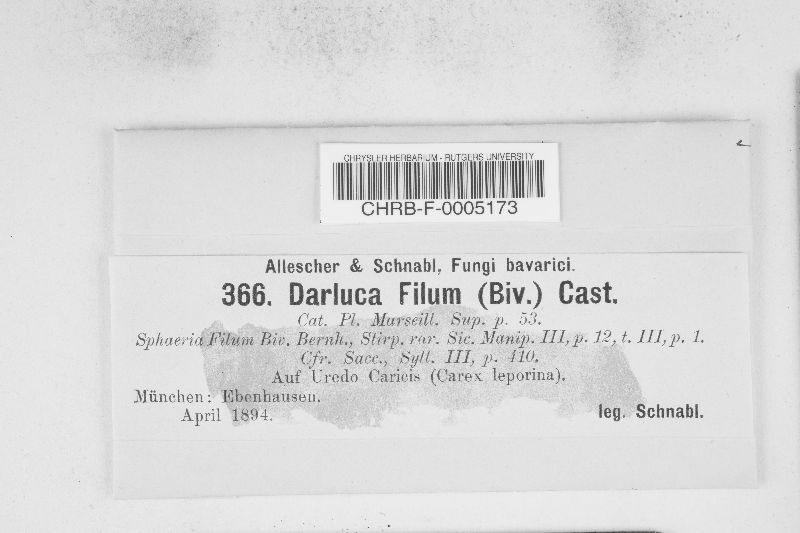 CHRYSLER HERBARIUM - RUTGERS UNIVERSITY
CHRB-F-0005173
Allescher & Schnabl, Fungi bavarici.
366. Darluca Filum (Biv.) Cast.
Cat. Pl. Marseill. Sup. p. 53.
Sphaeria Filum Biv. Bernh., Stirp. rar. Sic. Manip. III, p. 12, t. III, p. 1.
Cfr. Sacc., Syll. III, p. 410.
Auf Uredo Caricis (Carex leporina).
München: Ebenhausen.
April 1894.
leg. Schnabl.